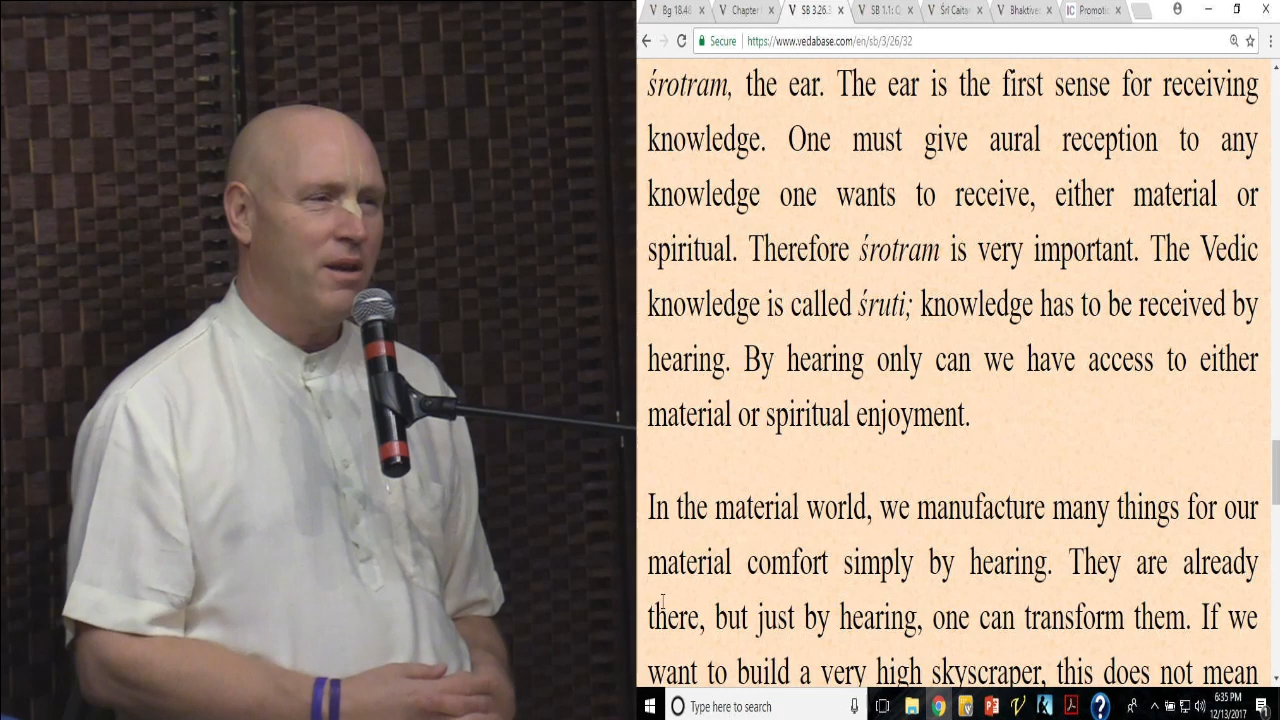 Bg 18.4
Chapter
SB 3.26.3
SB 1.1: C
Śrī Caita
Bhaktive
Promoti
Secure
https://www.vedabase.com/en/sb/3/26/32
śrotram, the ear. The ear is the first sense for receiving
knowledge. One must give aural reception to any
knowledge one wants to receive, either material or
spiritual. Therefore śrotram is very important. The Vedic
knowledge is called śruti; knowledge has to be received by
hearing. By hearing only can we have access to either
material or spiritual enjoyment.
In the material world, we manufacture many things for our
material comfort simply by hearing. They are already
there, but just by hearing, one can transform them. If we
want to build a very high skyscraper, this does not mean
Type here to search
6:35 PM
12/13/2017